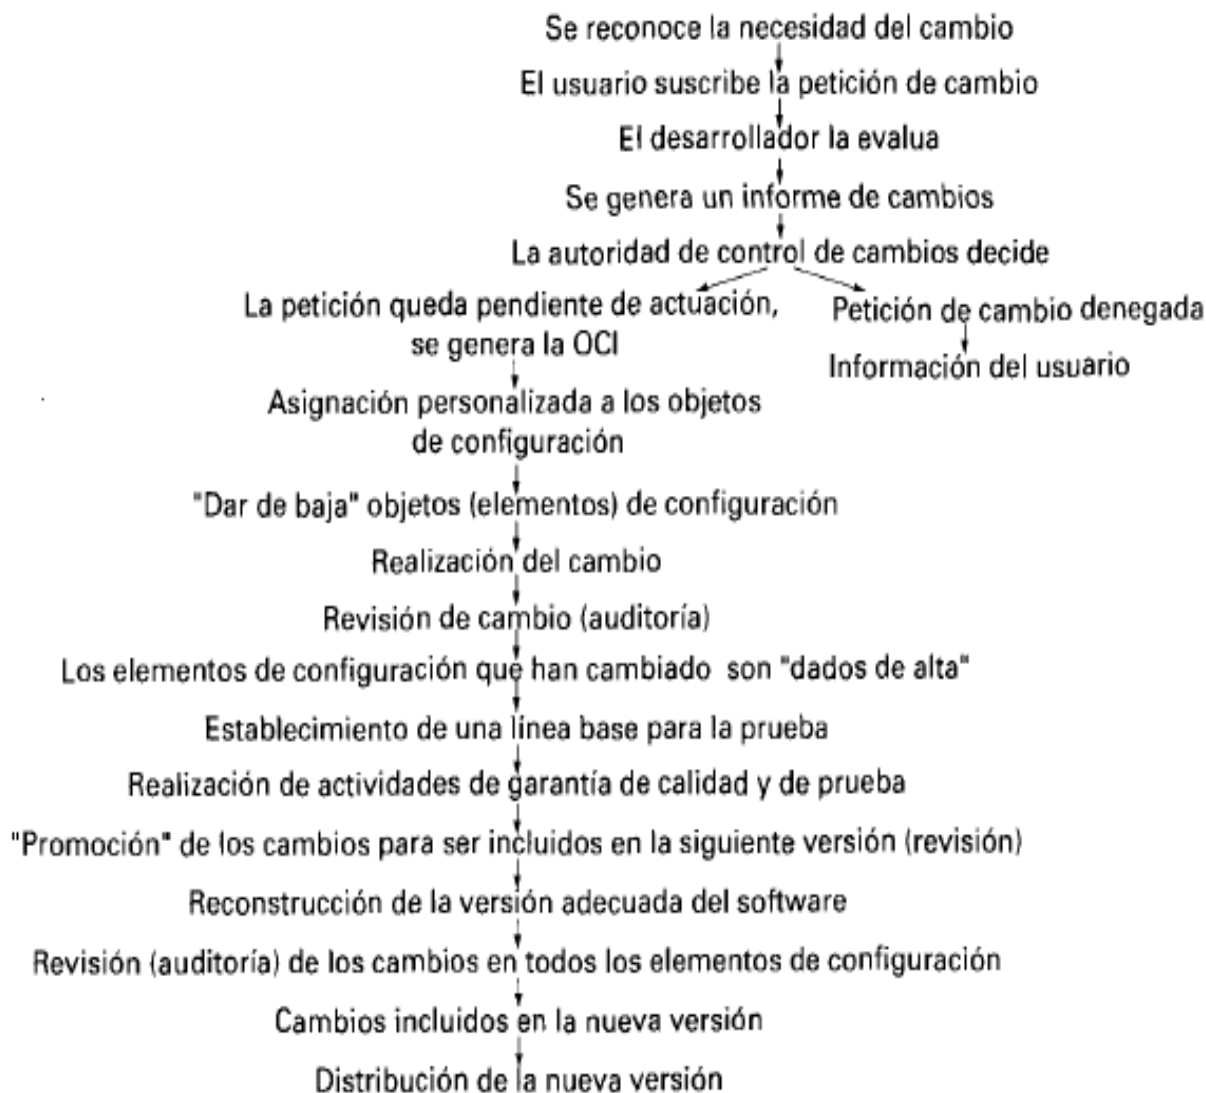 Se reconoce la necesidad del cambio
El usuario suscribe la petición de cambio
El desarrollador la evalua
Se genera un informe de cambios
La autoridad de control de cambios decide
La petición queda pendiente de actuación,
se genera la OCI
Petición de cambio denegada
Información del usuario
Asignación personalizada a los objetos
de configuración
"Dar de baja" objetos (elementos) de configuración
Realización del cambio
Revisión de cambio (auditoría)
Los elementos de configuración que han cambiado son "dados de alta"
Establecimiento de una línea base para la prueba
Realización de actividades de garantía de calidad y de prueba
"Promoción" de los cambios para ser incluidos en la siguiente versión (revisión)
Reconstrucción de la versión adecuada del software
Revisión (auditoría) de los cambios en todos los elementos de configuración
Cambios incluidos en la nueva versión
Distribución de la nueva versión